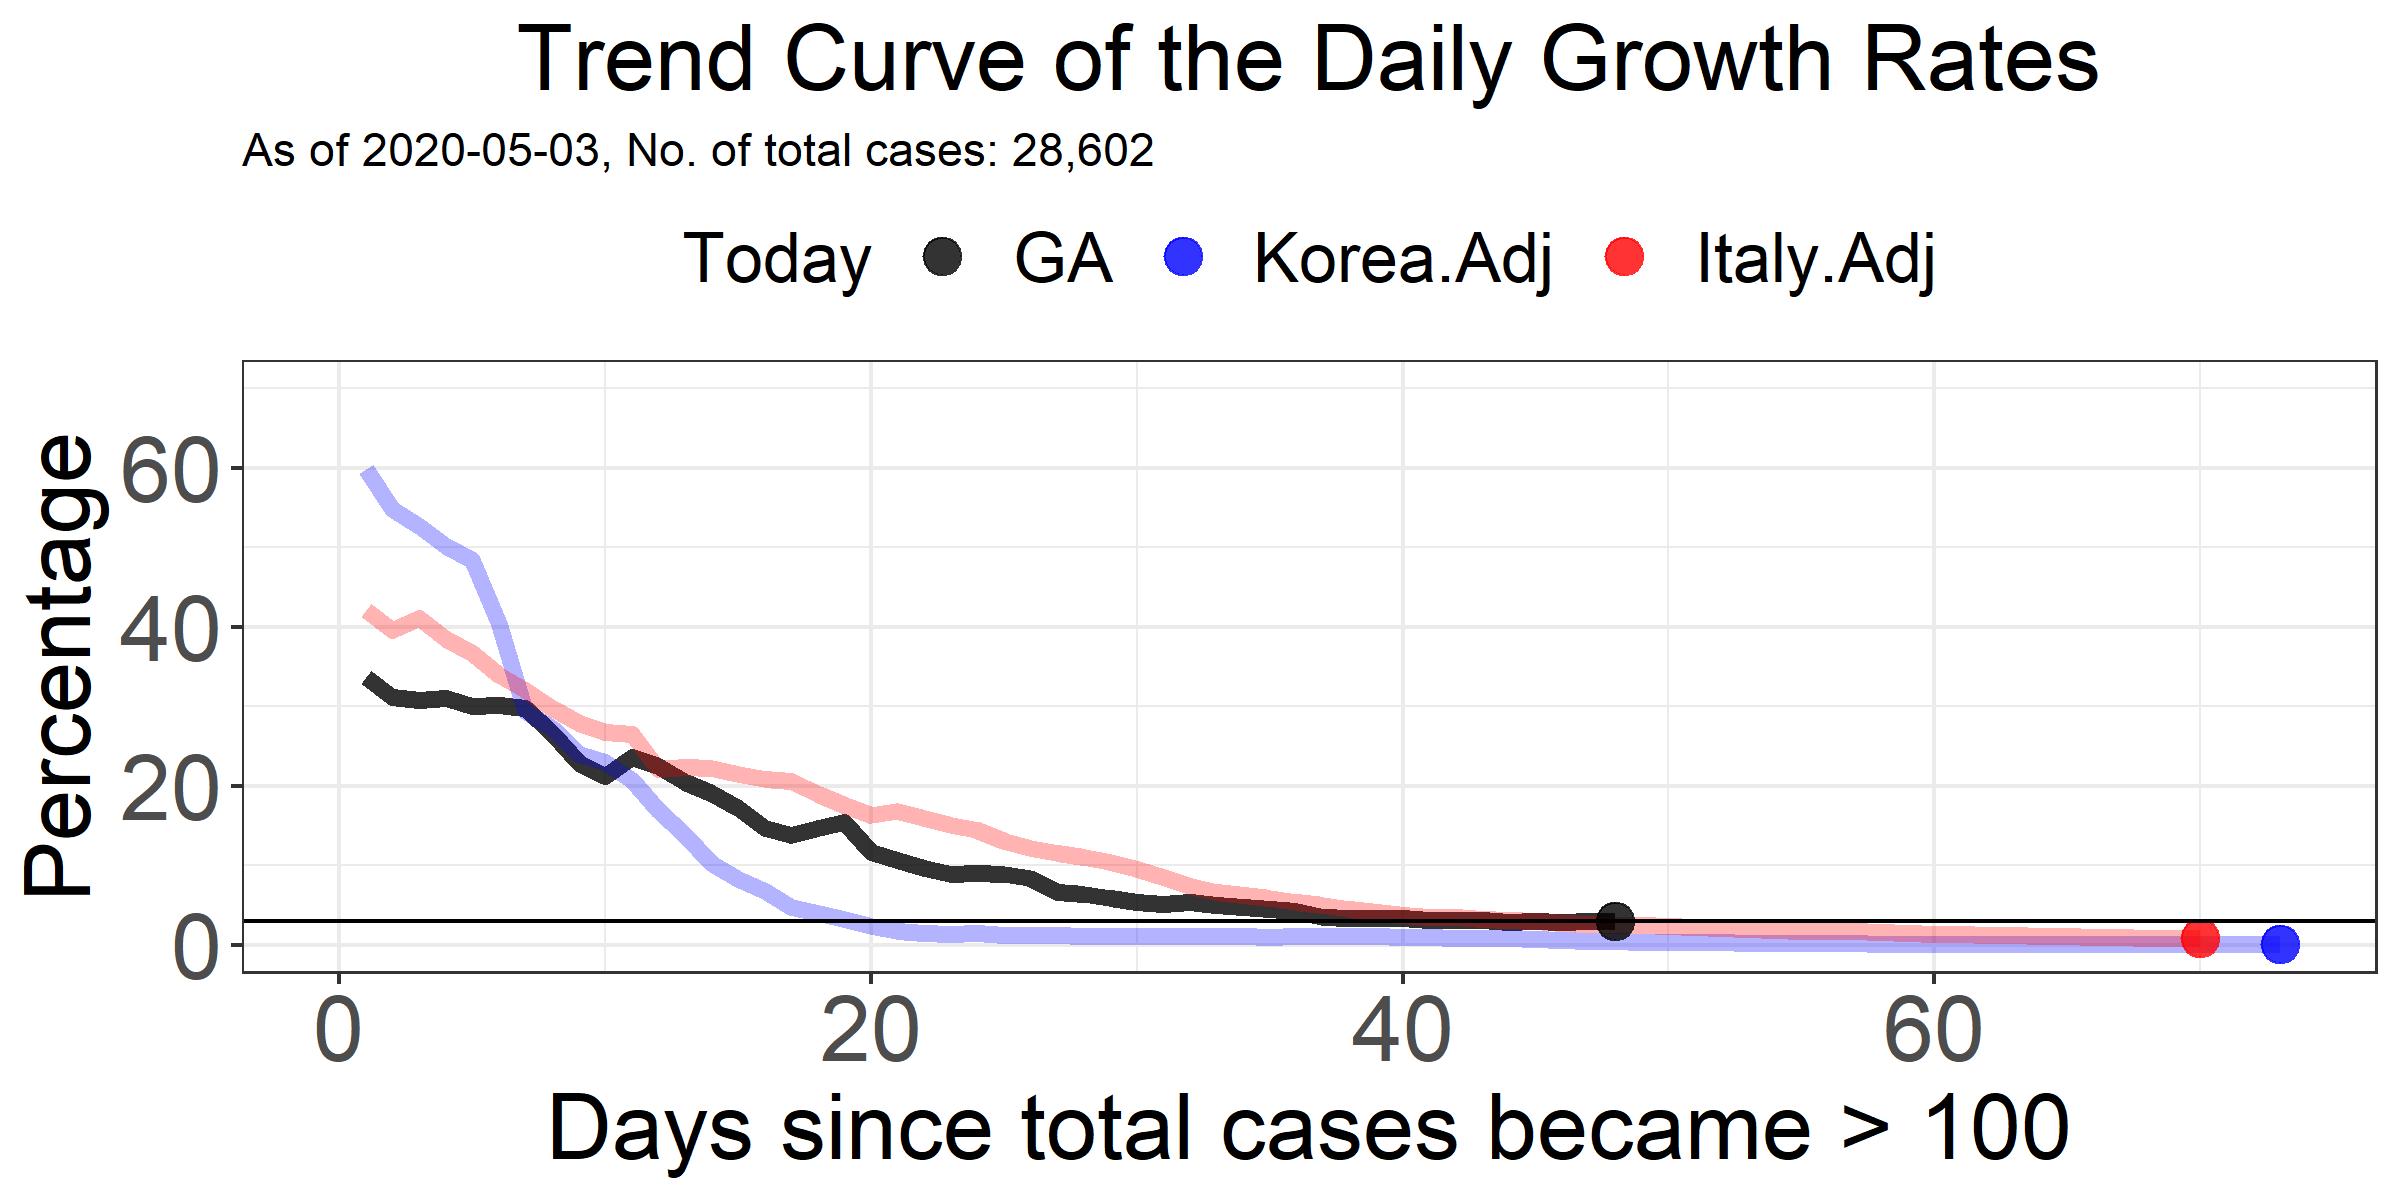 Trend Curve of the Daily Growth Rates
As of 2020-05-03, No. of total cases: 28,602
Today GA Korea.Adj Italy.Adj
Percentage
60
40
20
0
0 20 40 60
Days since total cases became > 100